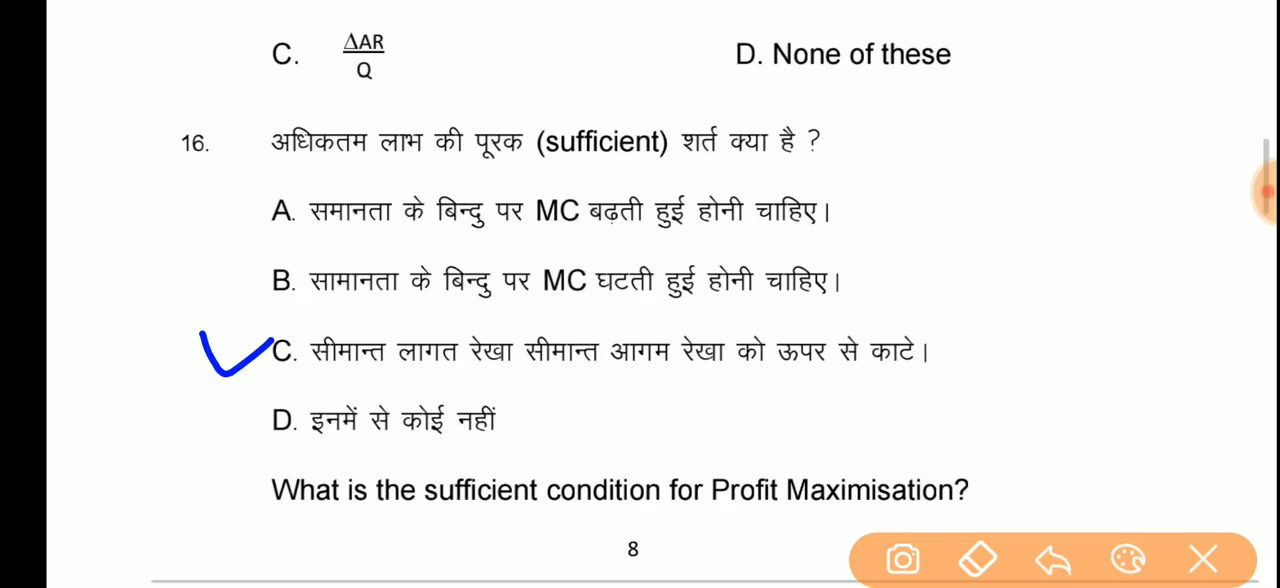 C. ΔAR/Q D. None of these
16. अधिकतम लाभ की पूरक (sufficient) शर्त क्या है ?
A. समानता के बिन्दु पर MC बढ़ती हुई होनी चाहिए।
B. सामानता के बिन्दु पर MC घटती हुई होनी चाहिए।
C. सीमान्त लागत रेखा सीमान्त आगम रेखा को ऊपर से काटे।
D. इनमें से कोई नहीं
What is the sufficient condition for Profit Maximisation?
8